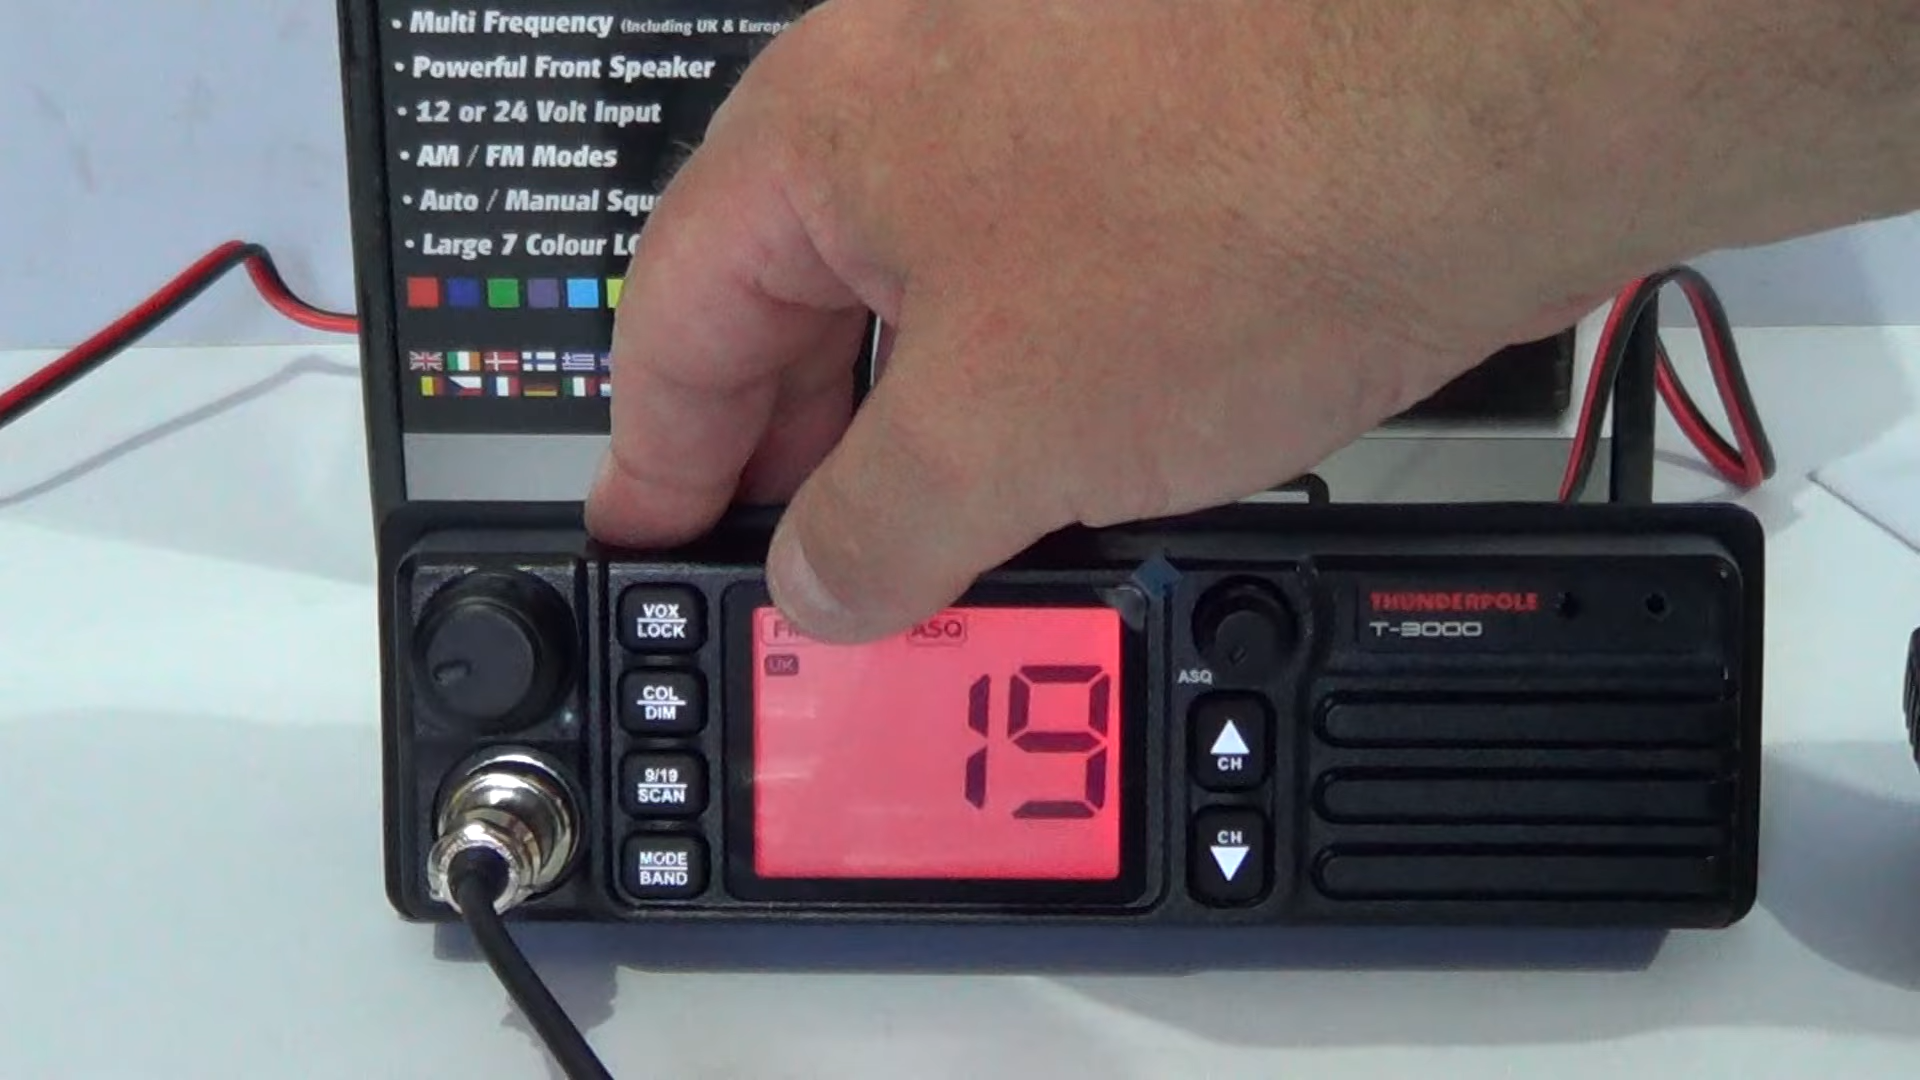 • Multi Frequency (Including UK & Europe
• Powerful Front Speaker
• 12 or 24 Volt Input
• AM / FM Modes
• Auto / Manual
• Large 7 Colour
VOX
LOCK
COL
DIM
9/19
SCAN
MODE
BAND
ASQ
UK
19
ASQ
CH
CH
THUNDERPOLE
T-3000